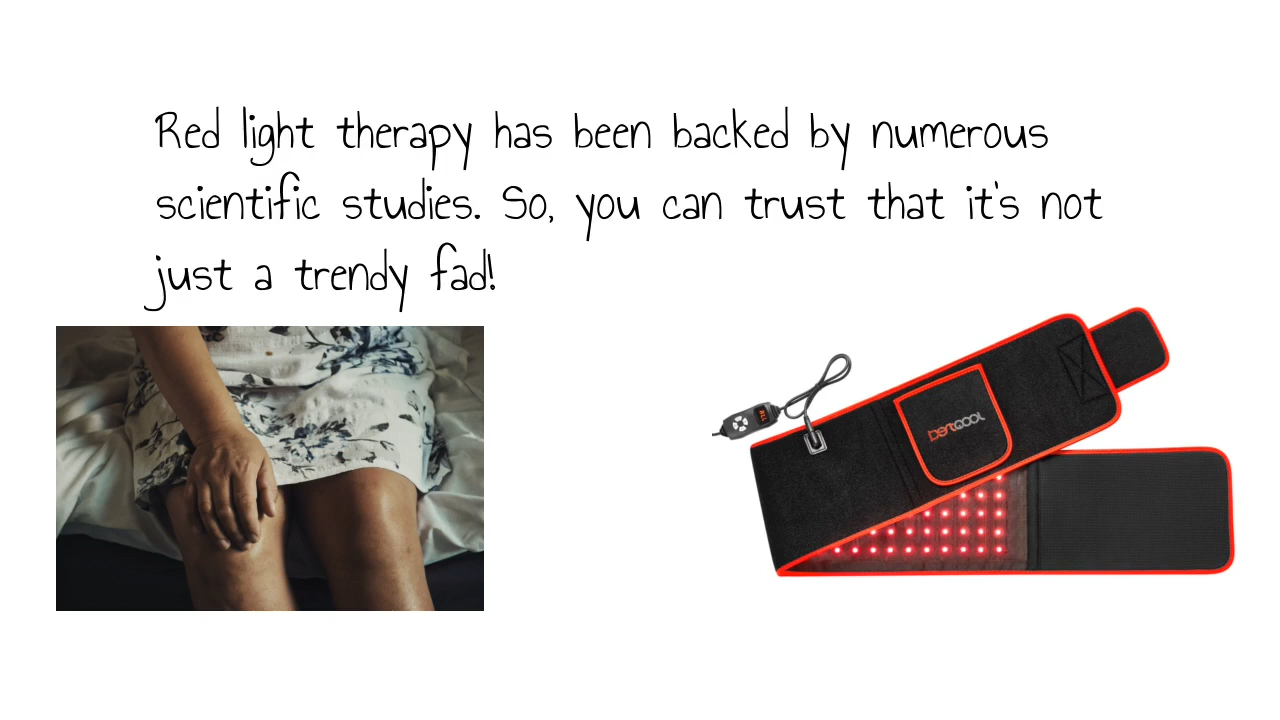 Red light therapy has been backed by numerous
scientific studies. So, you can trust that it's not
just a trendy fad!